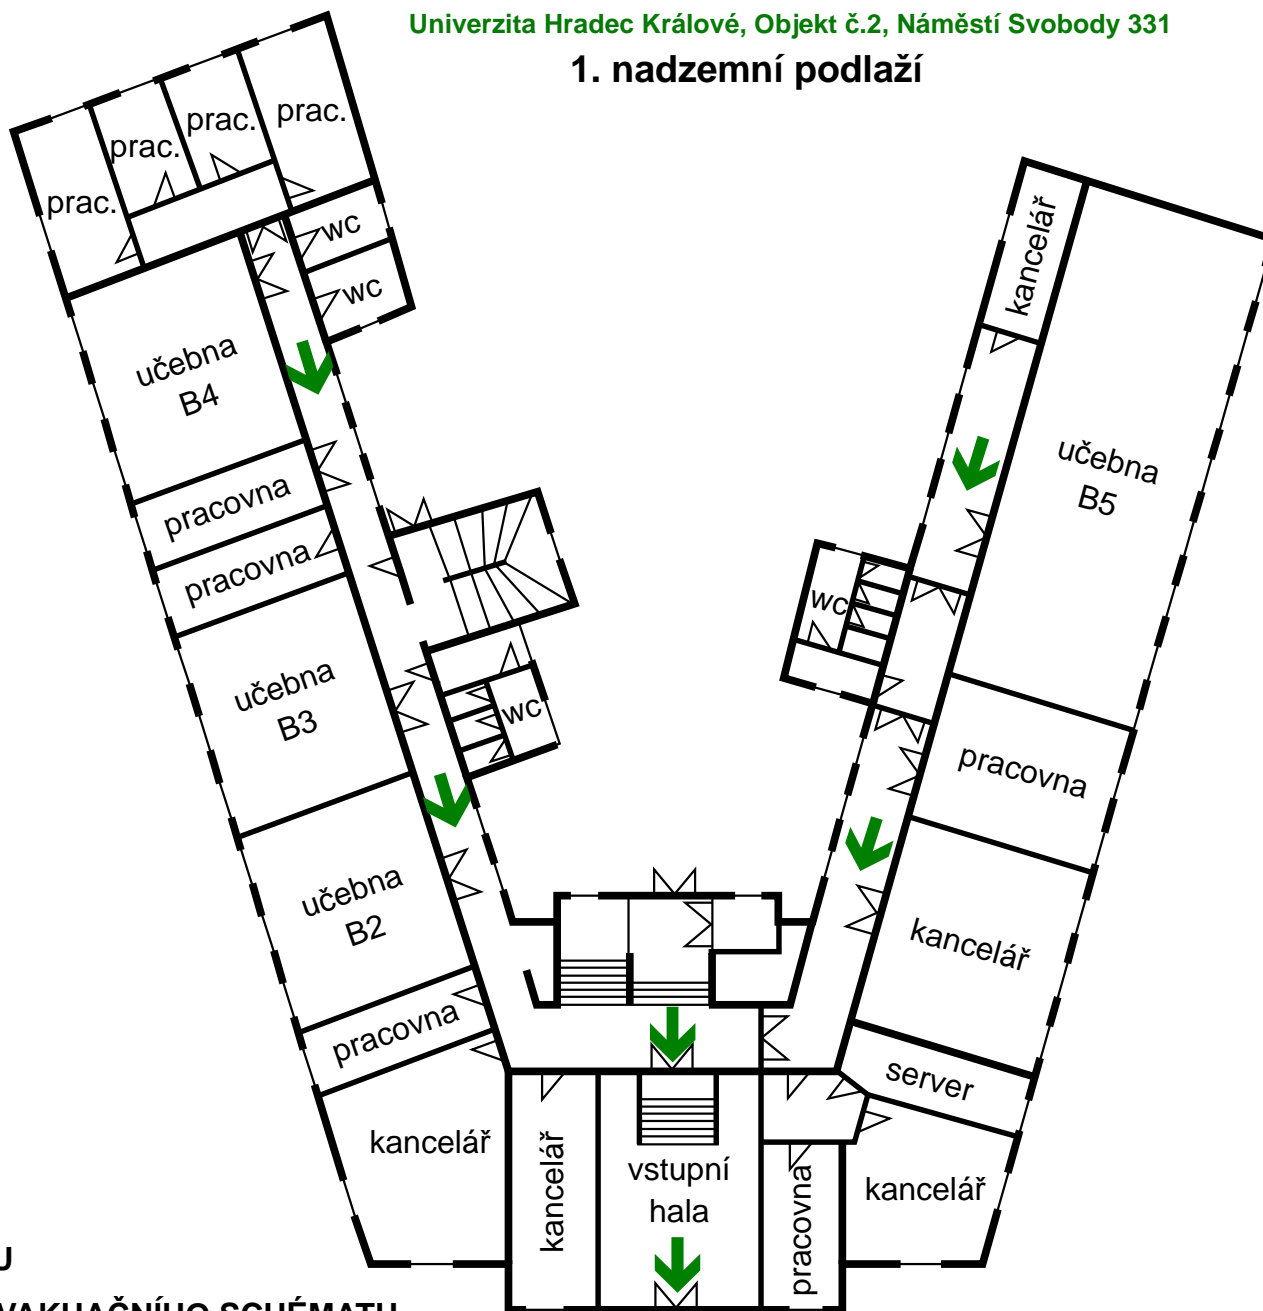 Univerzita Hradec Králové, Objekt č.2, Náměstí Svobody 331
1. nadzemní podlaží
prac.
prac.
prac.
prac.
wc
wc
kancelář
učebna
B4
učebna
B5
pracovna
pracovna
wc
učebna
B3
wc
pracovna
učebna
B2
kancelář
pracovna
server
kancelář
kancelář
vstupní
hala
pracovna
kancelář
U